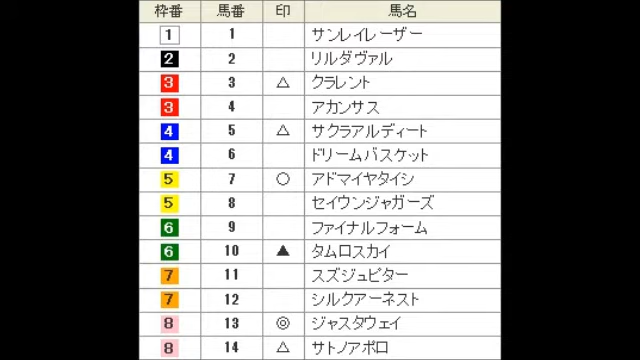 枠番 馬番 印 馬名
1 1 サンレイレーザー
2 2 リルダヴァル
3 3 △ クラレント
3 4 アカンサス
4 5 △ サクラアルディート
4 6 ドリームバスケット
5 7 ○ アドマイヤタイシ
5 8 セイウンジャガーズ
6 9 ファイナルフォーム
6 10 ▲ タムロスカイ
7 11 スズジュピター
7 12 シルクアーネスト
8 13 ◎ ジャスタウェイ
8 14 △ サトノアポロ